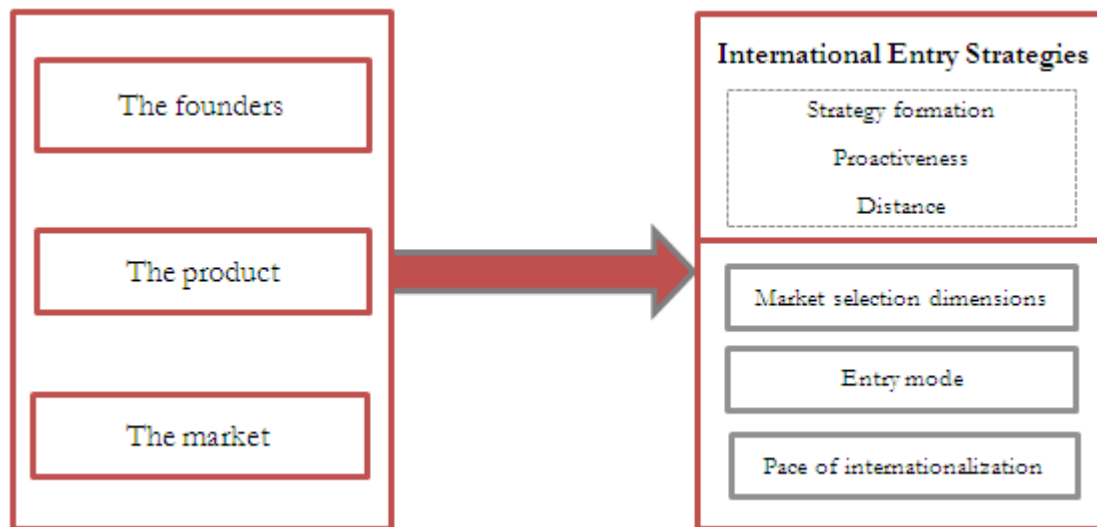 The founders
The product
The market
International Entry Strategies
Strategy formation
Proactiveness
Distance
Market selection dimensions
Entry mode
Pace of internationalization